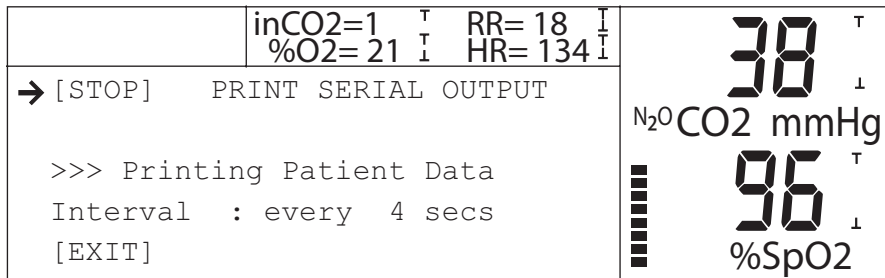 inCO2=1 RR= 18
%O2= 21 HR= 134
→ [STOP] PRINT SERIAL OUTPUT
>>> Printing Patient Data
Interval : every 4 secs
[EXIT]
38
N₂O CO2 mmHg
96
%SpO2